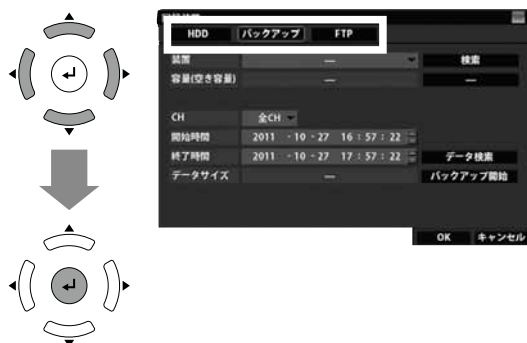 HDD バックアップ FTP
装置 — 検索
容量(空き容量) — —
CH 全CH
開始時間 2011 - 10 - 27 16 : 57 : 22
終了時間 2011 - 10 - 27 17 : 57 : 22 データ検索
データサイズ — バックアップ開始
OK キャンセル